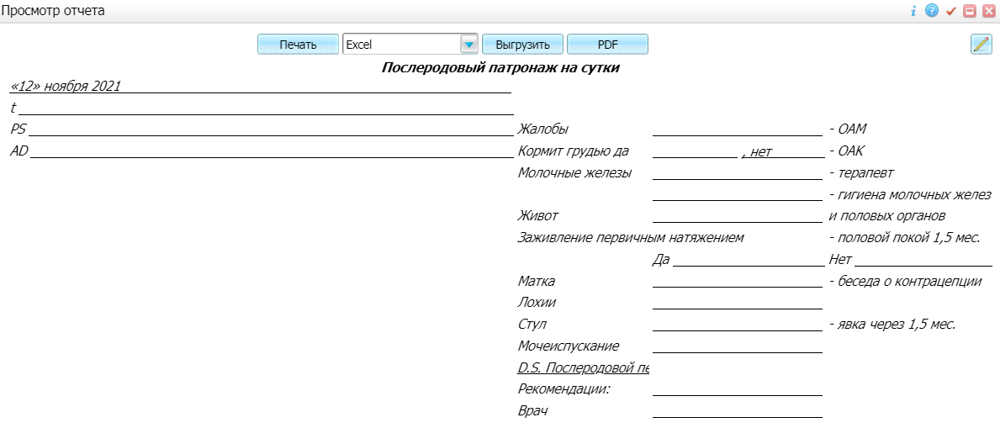 Просмотр отчета
Печать Excel Выгрузить PDF
Послеродовый патронаж на сутки
«12» ноября 2021
t
PS Жалобы - ОАМ
AD Кормит грудью да , нет - ОАК
Молочные железы - терапевт
- гигиена молочных желез
Живот и половых органов
Заживление первичным натяжением - половой покой 1,5 мес.
Да Нет
Матка - беседа о контрацепции
Лохии
Стул - явка через 1,5 мес.
Мочеиспускание
D.S. Послеродовой пе
Рекомендации:
Врач